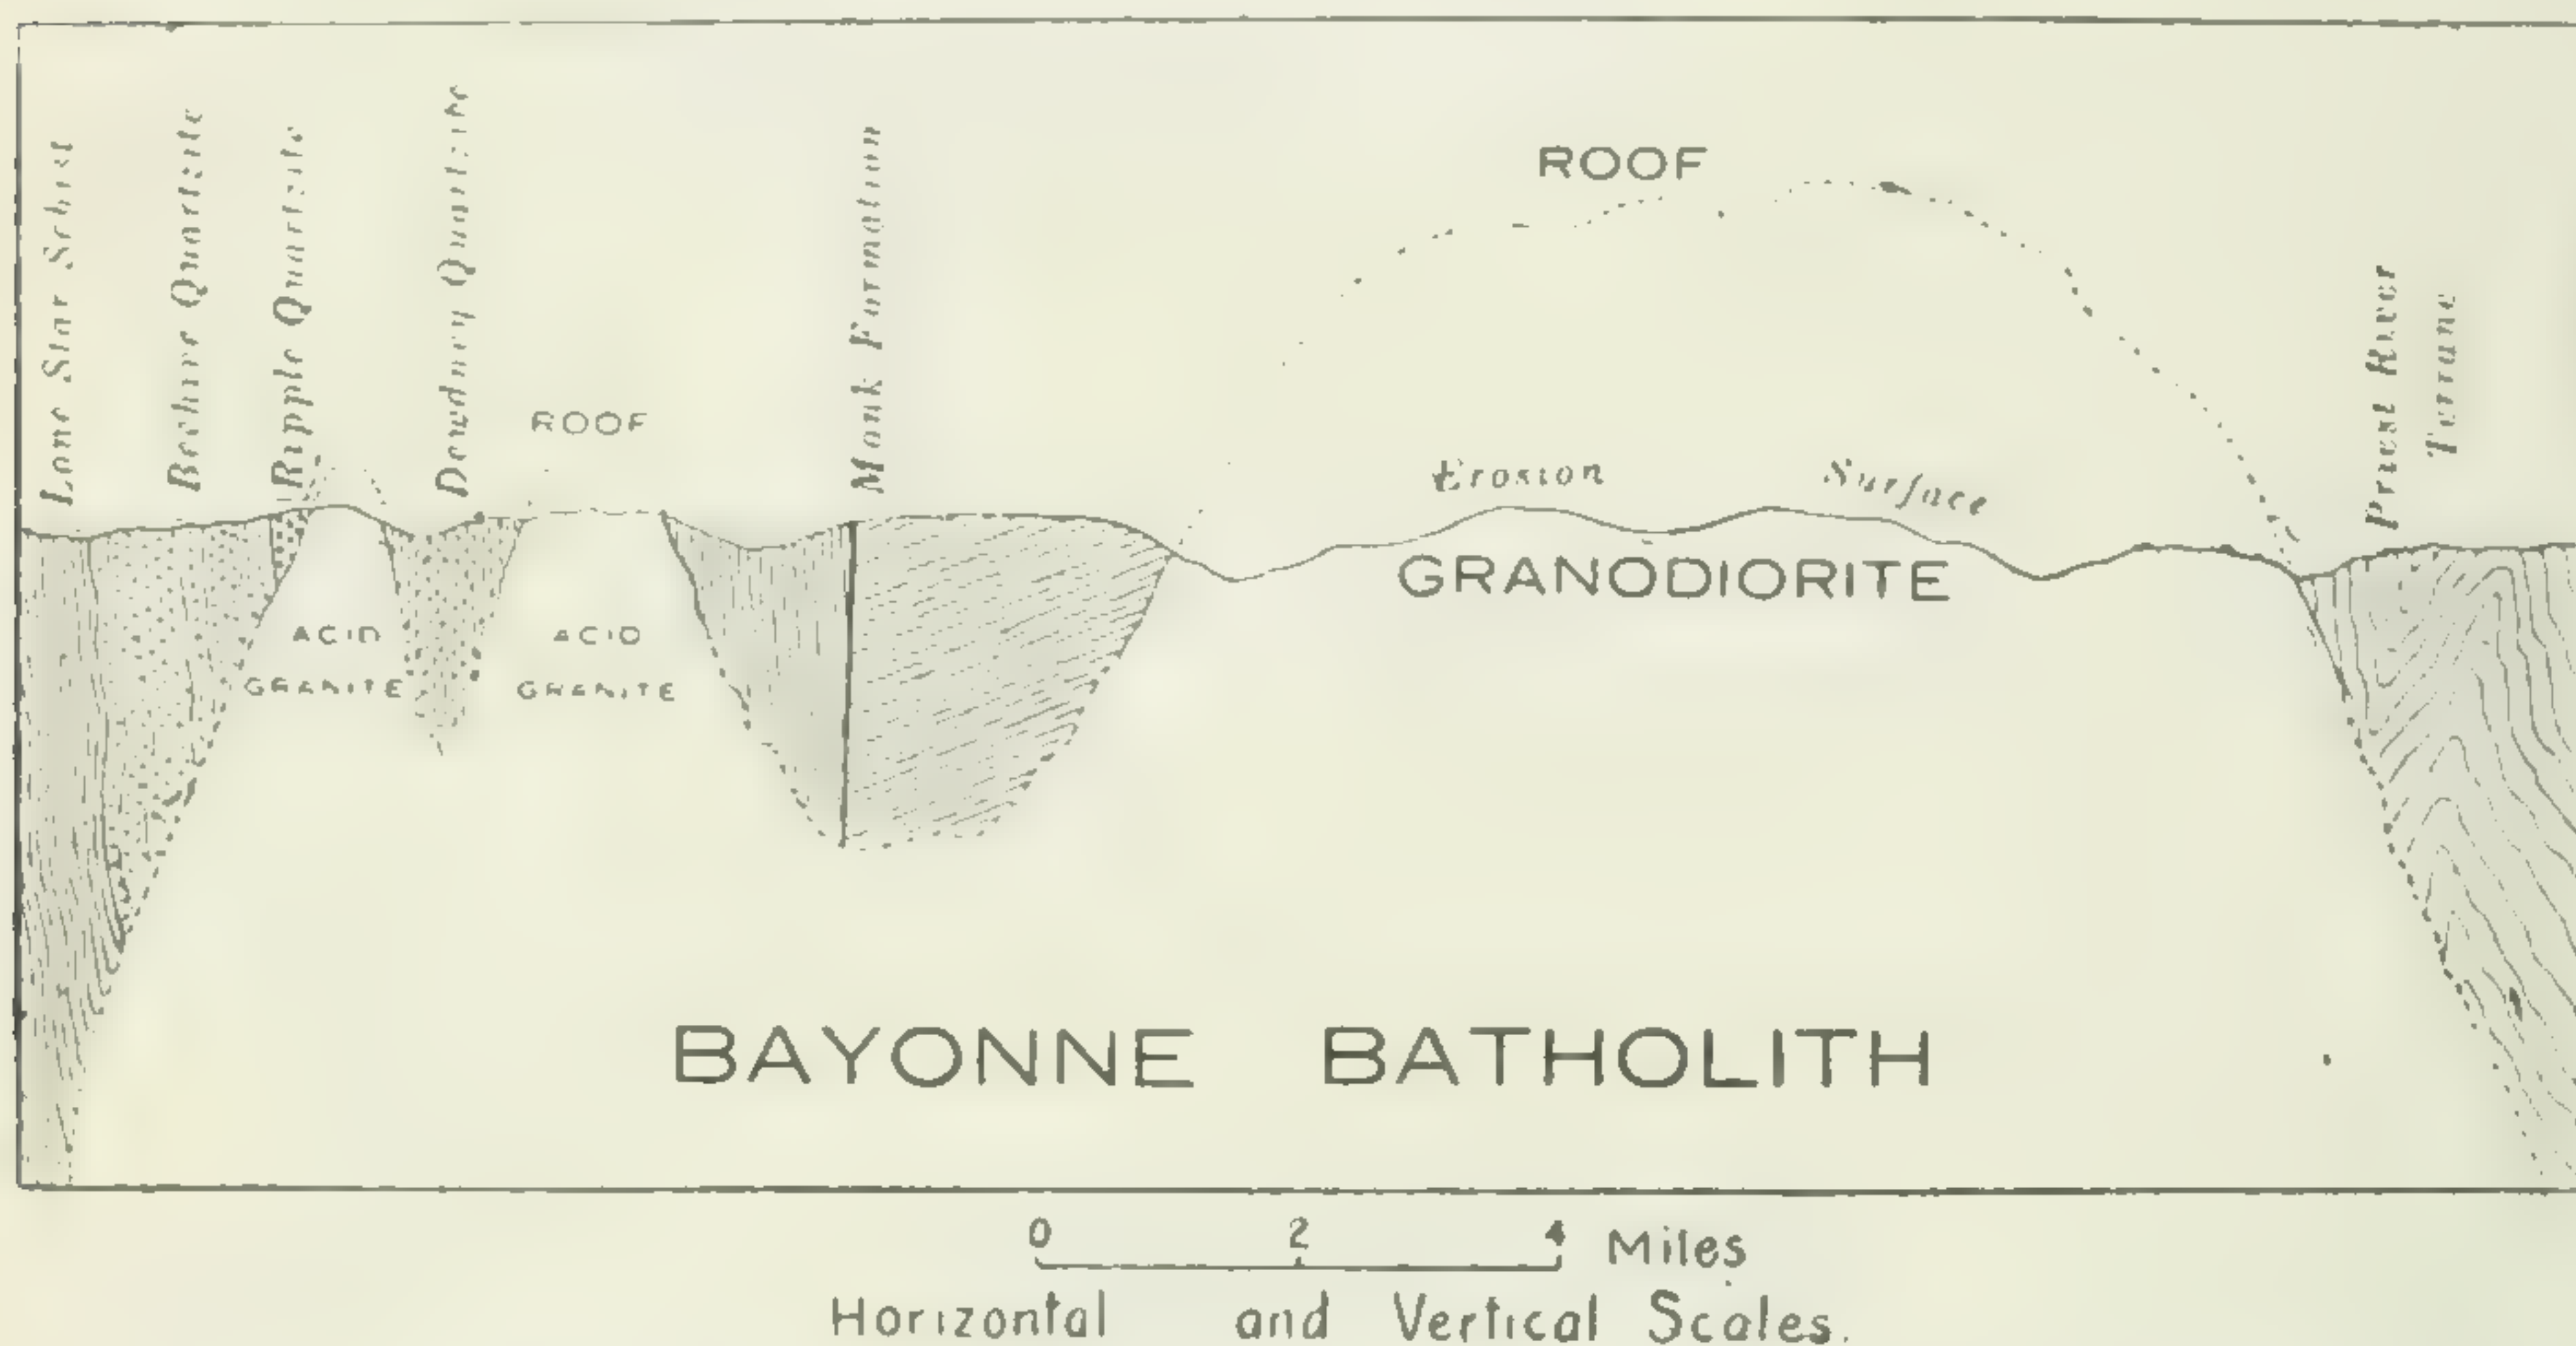 Lone Star Schist
Beehive Quartzite
Ripple Quartzite
Dewdney Quartzite
ROOF
Monk Formation
ROOF
Erosion Surface
Priest River
Terrane
GRANODIORITE
ACID
GRANITE
ACID
GRANITE
BAYONNE BATHOLITH
0 2 4 Miles
Horizontal and Vertical Scales.